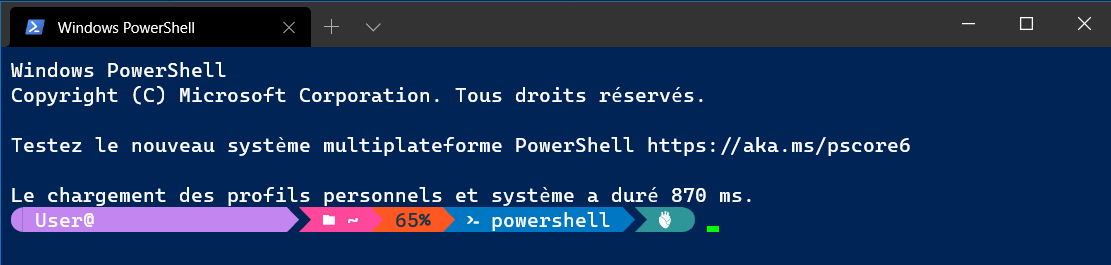 Windows PowerShell
Windows PowerShell
Copyright (C) Microsoft Corporation. Tous droits réservés.
Testez le nouveau système multiplateforme PowerShell https://aka.ms/pscore6
Le chargement des profils personnels et système a duré 870 ms.
User@ ~ 65% powershell